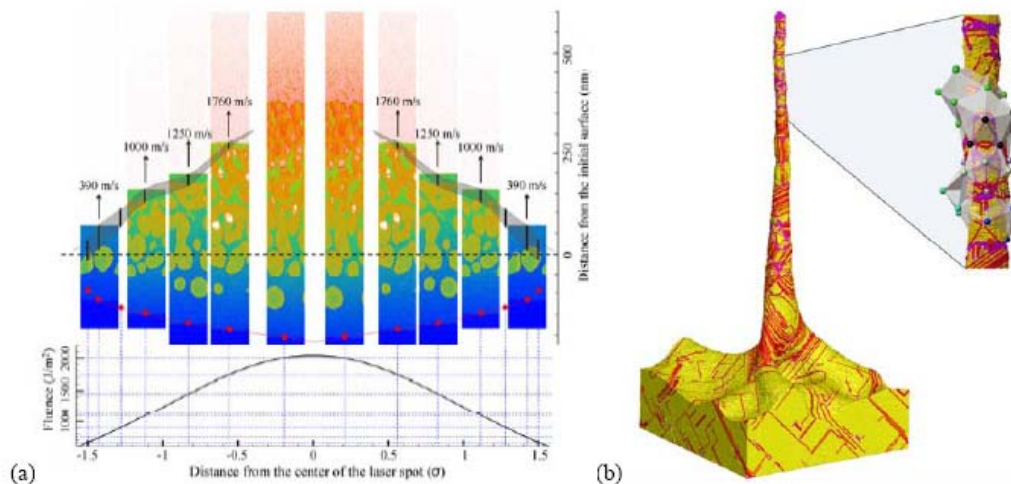 1760 m/s
1760 m/s
1250 m/s
1250 m/s
1000 m/s
1000 m/s
390 m/s
390 m/s
500
250
0
Distance from the initial surface (nm)
Fluence (J/m²)
2000
1500
1000
-1.5 -1 -0.5 0 0.5 1 1.5
Distance from the center of the laser spot (σ)
(a)
(b)